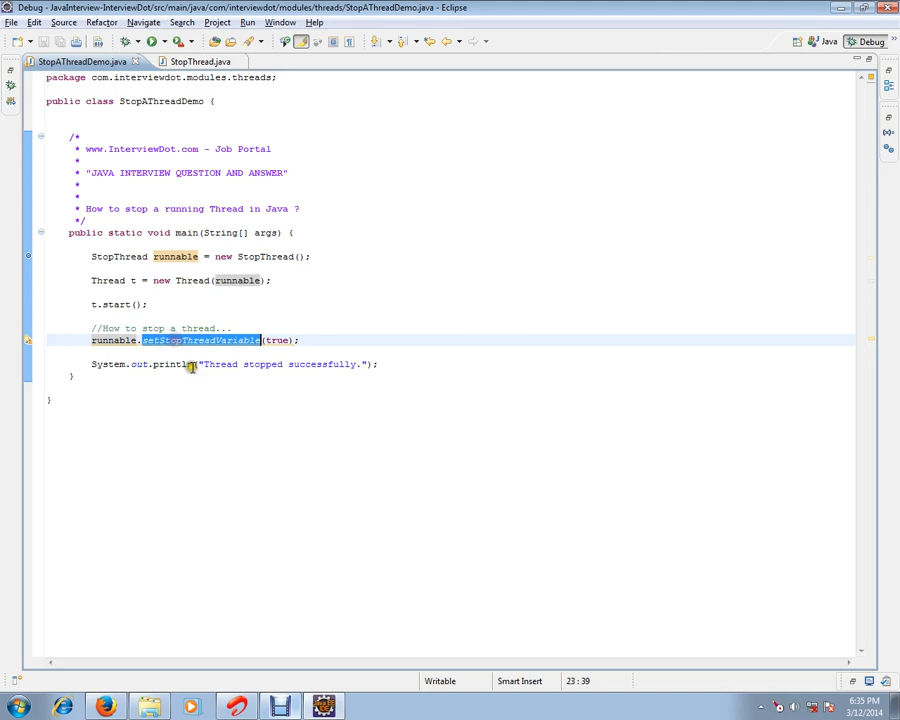 Debug - JavaInterview-InterviewDot/src/main/java/com/interviewdot/modules/threads/StopAThreadDemo.java - Eclipse
File Edit Source Refactor Navigate Search Project Run Window Help
Java Debug
StopAThreadDemo.java StopThread.java
package com.interviewdot.modules.threads;
public class StopAThreadDemo {
/*
* www.InterviewDot.com - Job Portal
*
* "JAVA INTERVIEW QUESTION AND ANSWER"
*
*
* How to stop a running Thread in Java ?
*/
public static void main(String[] args) {
StopThread runnable = new StopThread();
Thread t = new Thread(runnable);
t.start();
//How to stop a thread...
runnable.setStopThreadVariable(true);
System.out.println("Thread stopped successfully.");
}
}
Writable Smart Insert 23 : 39
6:35 PM
3/12/2014